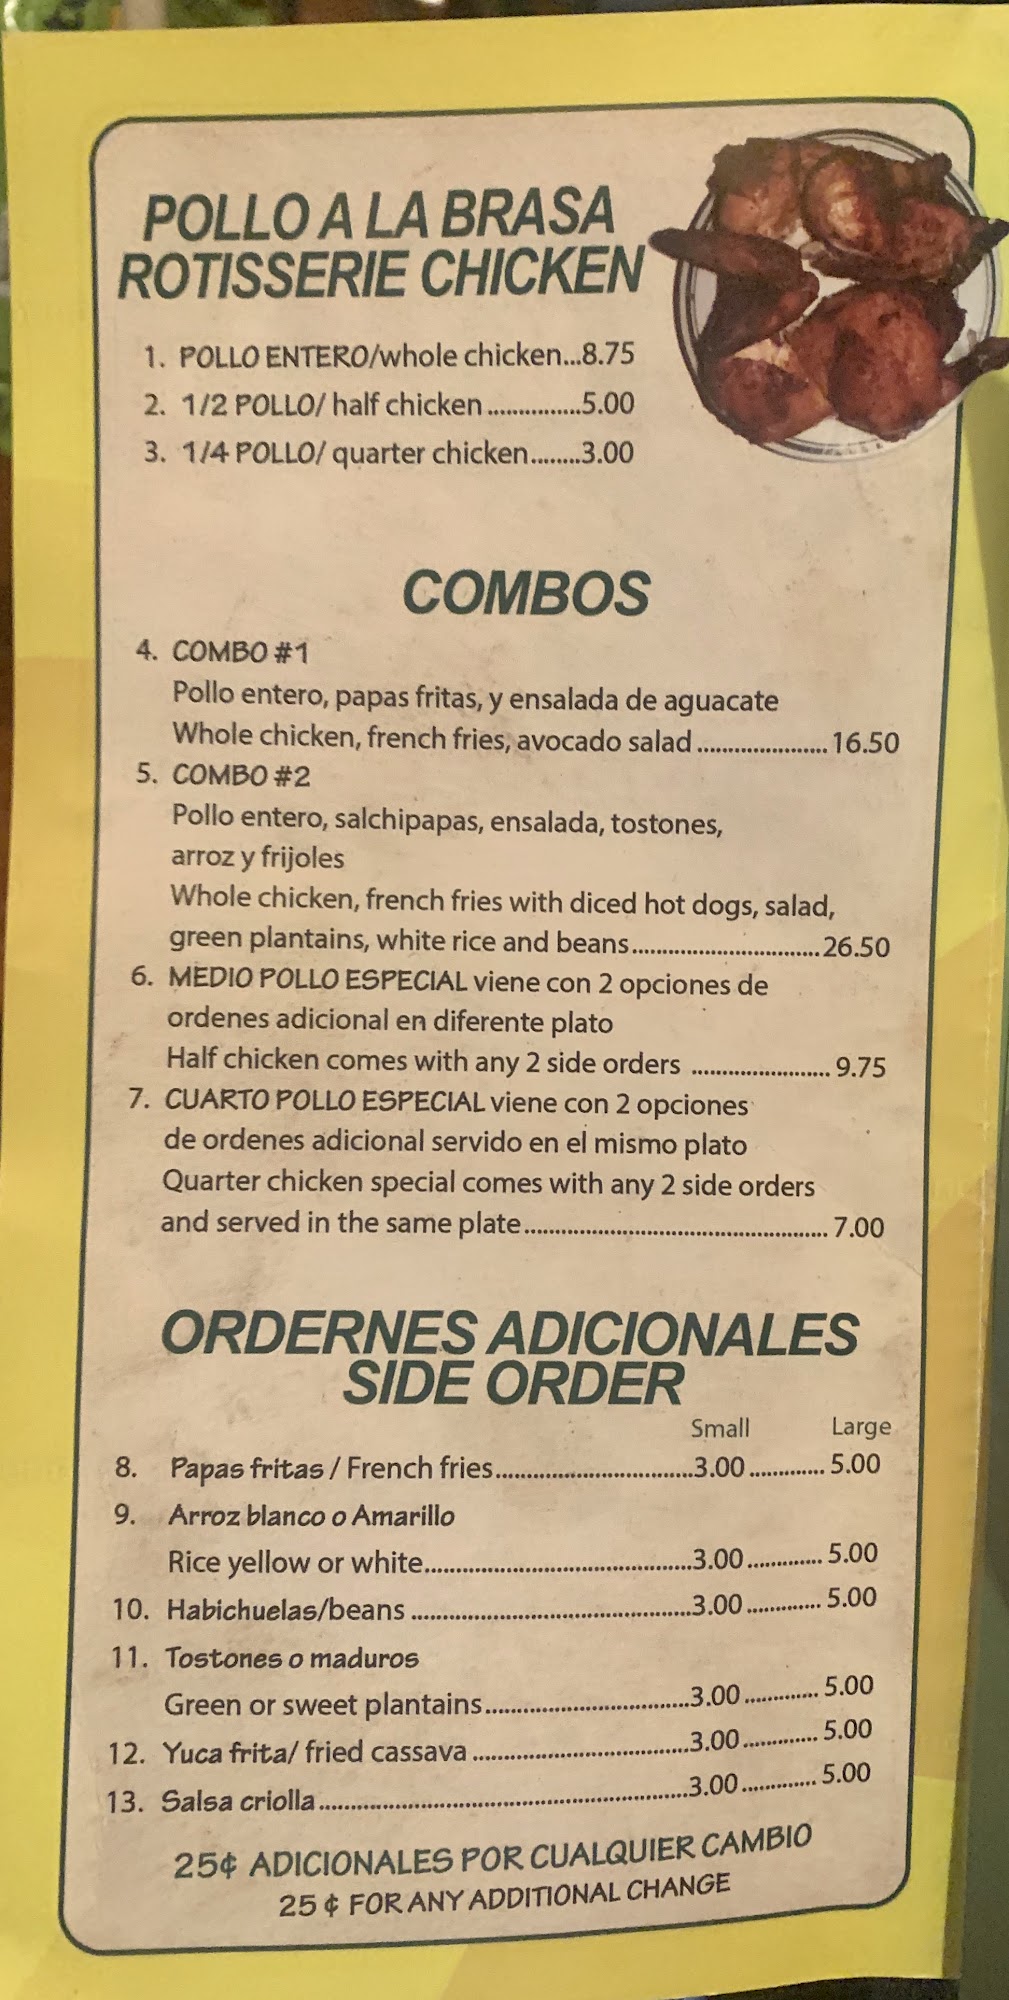 POLLO A LA BRASA
ROTISSERIE CHICKEN
1. POLLO ENTERO/whole chicken...8.75
2. 1/2 POLLO/ half chicken ...............5.00
3. 1/4 POLLO/ quarter chicken........3.00
COMBOS
4. COMBO #1
Pollo entero, papas fritas, y ensalada de aguacate
Whole chicken, french fries, avocado salad ..................... 16.50
5. COMBO #2
Pollo entero, salchipapas, ensalada, tostones,
arroz y frijoles
Whole chicken, french fries with diced hot dogs, salad,
green plantains, white rice and beans.............................. 26.50
6. MEDIO POLLO ESPECIAL viene con 2 opciones de
ordenes adicional en diferente plato
Half chicken comes with any 2 side orders ...................... 9.75
7. CUARTO POLLO ESPECIAL viene con 2 opciones
de ordenes adicional servido en el mismo plato
Quarter chicken special comes with any 2 side orders
and served in the same plate................................................. 7.00
ORDERNES ADICIONALES
SIDE ORDER
Small Large
8. Papas fritas / French fries................................3.00 ............. 5.00
9. Arroz blanco o Amarillo
Rice yellow or white...........................................3.00 ............. 5.00
10. Habichuelas/beans .............................................3.00 ............. 5.00
11. Tostones o maduros
Green or sweet plantains.................................3.00 ............. 5.00
12. Yuca frita/ fried cassava ...................................3.00 ............. 5.00
13. Salsa criolla............................................................3.00 ............. 5.00
25¢ ADICIONALES POR CUALQUIER CAMBIO
25 ¢ FOR ANY ADDITIONAL CHANGE